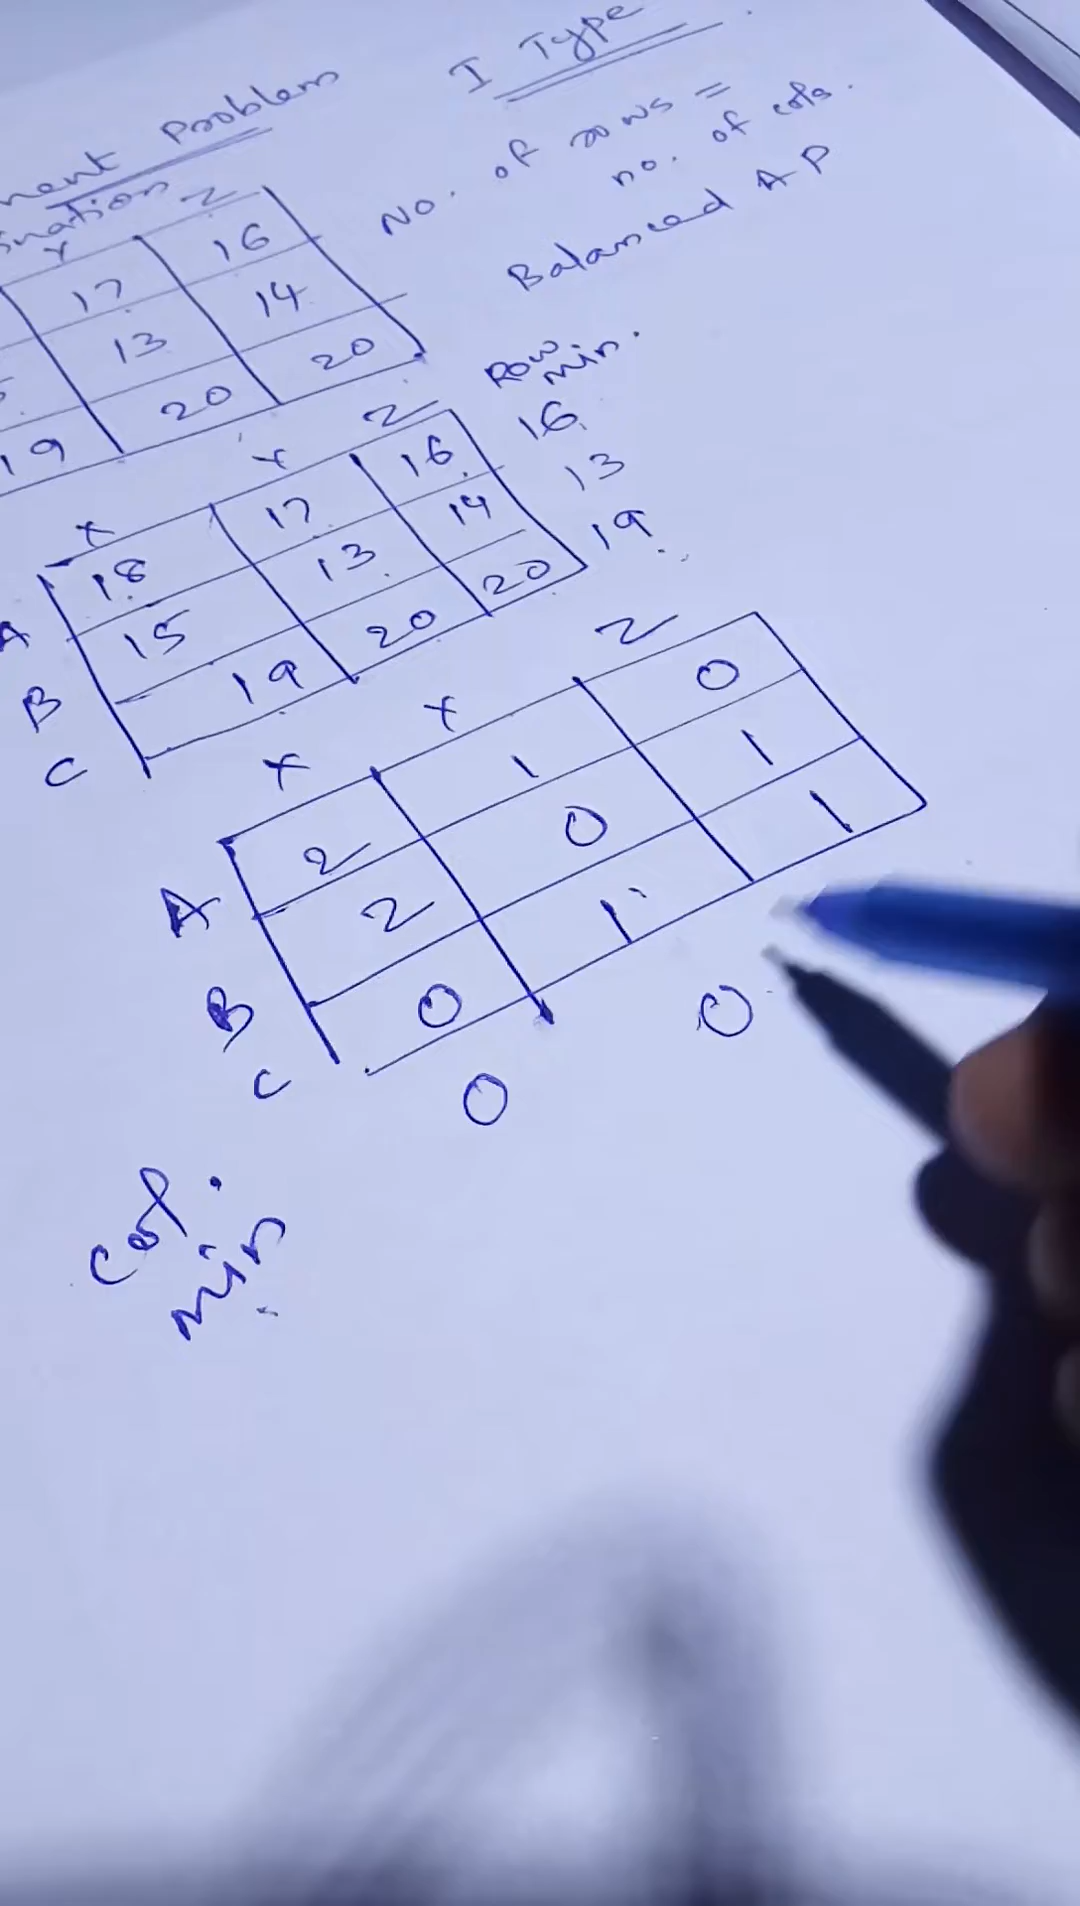 Problem
I Type
No. of rows =
no. of cols.
Balanced A P
Y Z
17 16
13 14
19 20 20
Row
min.
X Y Z
A 18 17 16 16
B 15 13 14 13
C 19 20 20 19
X Y Z
A 2 1 0
B 2 0 1
C 0 1 1
Col.
min
0 0